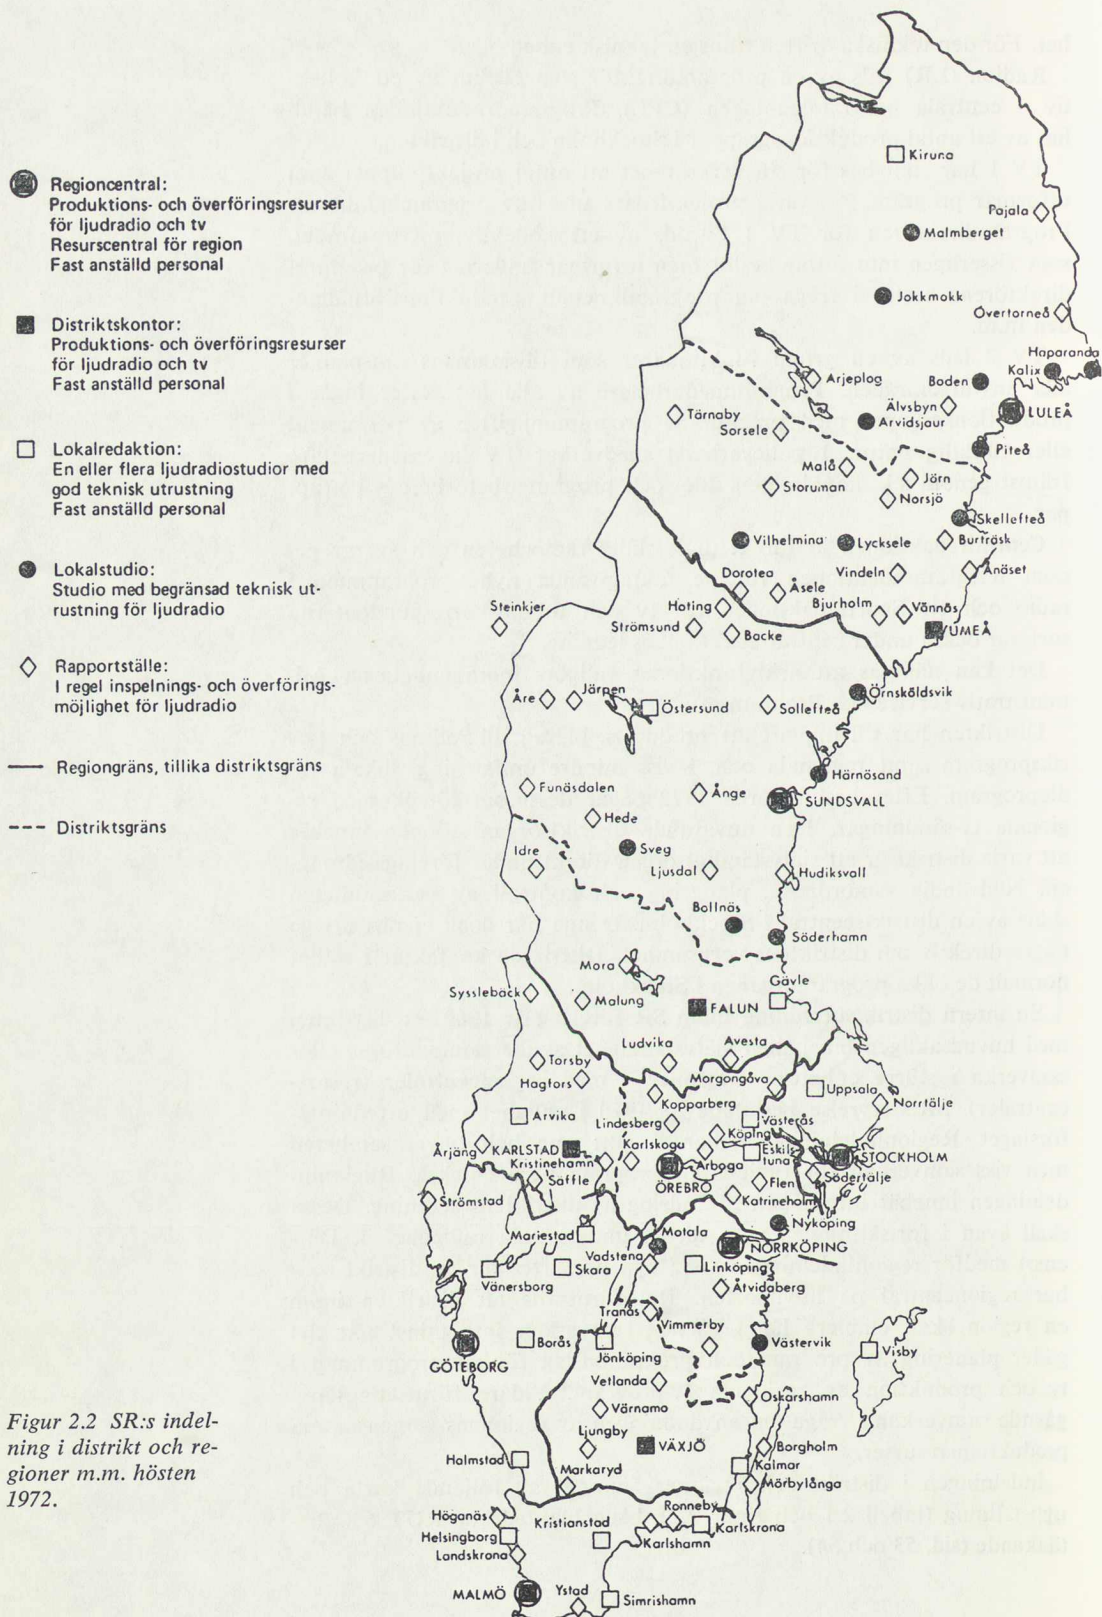 Regioncentral:
Produktions- och överföringsresurser
för ljudradio och tv
Resurscentral för region
Fast anställd personal
Distriktskontor:
Produktions- och överföringsresurser
för ljudradio och tv
Fast anställd personal
Lokalredaktion:
En eller flera ljudradiostudior med
god teknisk utrustning
Fast anställd personal
Lokalstudio:
Studio med begränsad teknisk ut-
rustning för ljudradio
Rapportställe:
I regel inspelnings- och överförings-
möjlighet för ljudradio
Regiongräns, tillika distriktsgräns
Distriktsgräns
Figur 2.2 SR:s indel-
ning i distrikt och re-
gioner m.m. hösten
1972.
Kiruna
Pajala
Malmberget
Jokkmokk
Övertorneå
Haparanda
Kalix
Arjeplog
Boden
Älvsbyn
LULEÅ
Tärnaby
Sorsele
Arvidsjaur
Piteå
Malå
Jörn
Storuman
Norsjö
Skellefteå
Vilhelmina
Lycksele
Burträsk
Dorotea
Åsele
Vindeln
Ånäset
Steinkjer
Hoting
Bjurholm
Vännäs
Strömsund
Backe
UMEÅ
Åre
Järpen
Östersund
Sollefteå
Örnsköldsvik
Härnösand
Funäsdalen
Ånge
SUNDSVALL
Hede
Idre
Sveg
Ljusdal
Hudiksvall
Bollnäs
Söderhamn
Mora
Sysslebäck
Malung
FALUN
Gävle
Ludvika
Avesta
Torsby
Hagfors
Morgongåva
Uppsala
Kopparberg
Norrtälje
Arvika
Lindesberg
Västerås
Köping
Årjäng
KARLSTAD
Karlskoga
Eskils-
tuna
STOCKHOLM
Kristinehamn
Arboga
Säffle
ÖREBRO
Flen
Södertälje
Strömstad
Katrineholm
Nyköping
Mariestad
Motala
NORRKÖPING
Vadstena
Vänersborg
Skara
Linköping
Åtvidaberg
Tranås
Vimmerby
Borås
Västervik
Visby
GÖTEBORG
Jönköping
Vetlanda
Oskarshamn
Värnamo
Ljungby
VÄXJÖ
Borgholm
Halmstad
Kalmar
Markaryd
Mörbylånga
Höganäs
Ronneby
Kristianstad
Helsingborg
Karlskrona
Landskrona
Karlshamn
MALMÖ
Ystad
Simrishamn